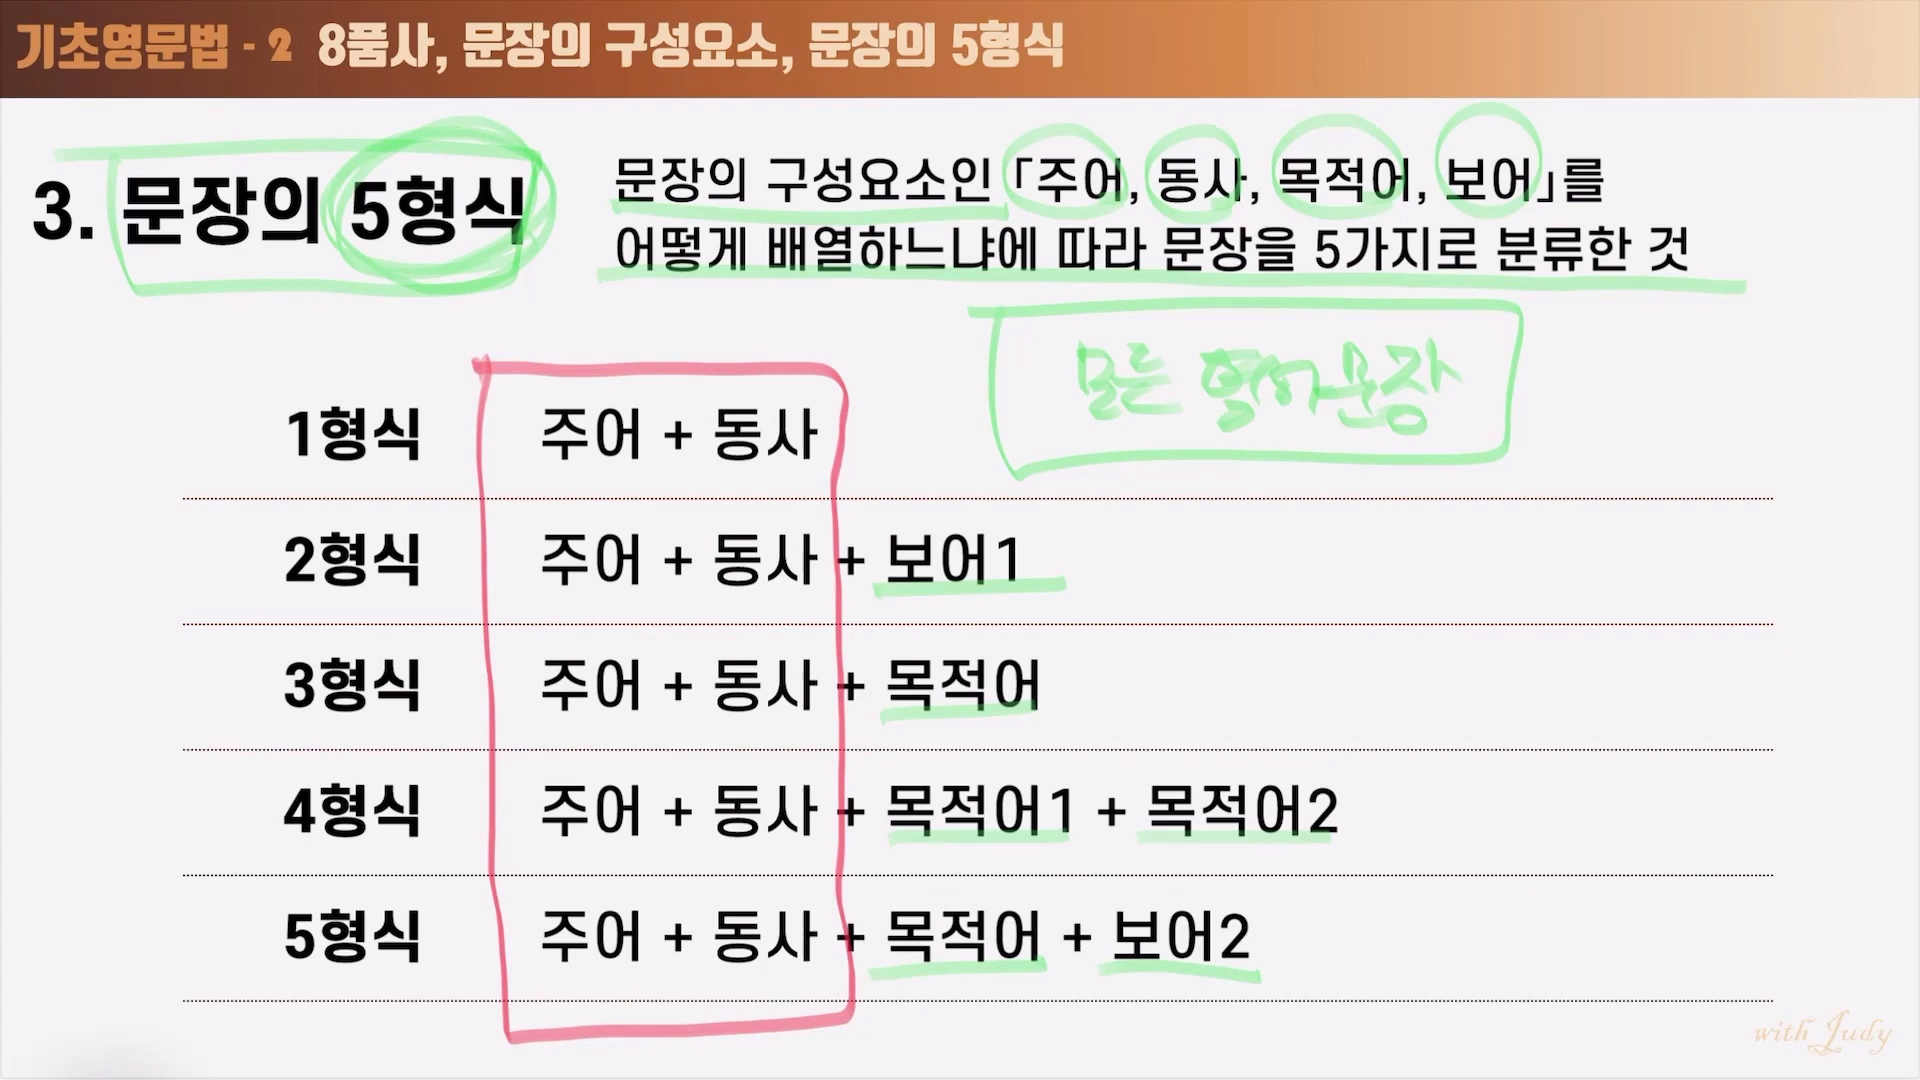 기초영문법 - 2 8품사, 문장의 구성요소, 문장의 5형식
3. 문장의 5형식
문장의 구성요소인 「주어, 동사, 목적어, 보어」를
어떻게 배열하느냐에 따라 문장을 5가지로 분류한 것
모든 영어문장
1형식 주어 + 동사
2형식 주어 + 동사 + 보어1
3형식 주어 + 동사 + 목적어
4형식 주어 + 동사 + 목적어1 + 목적어2
5형식 주어 + 동사 + 목적어 + 보어2
with Judy